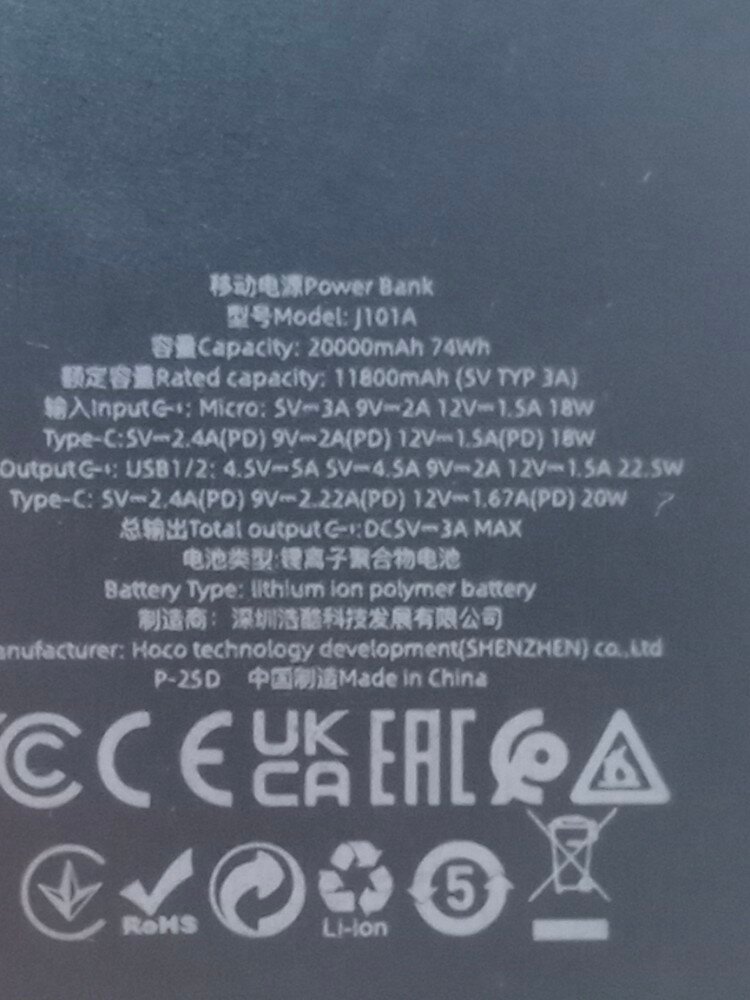 移动电源Power Bank
型号Model: J101A
容量Capacity: 20000mAh 74Wh
额定容量Rated capacity: 11800mAh (5V TYP 3A)
输入Input: Micro: 5V⎓3A 9V⎓2A 12V⎓1.5A 18W
Type-C:5V⎓2.4A(PD) 9V⎓2A(PD) 12V⎓1.5A(PD) 18W
Output: USB1/2: 4.5V⎓5A 5V⎓4.5A 9V⎓2A 12V⎓1.5A 22.5W
Type-C: 5V⎓2.4A(PD) 9V⎓2.22A(PD) 12V⎓1.67A(PD) 20W
总输出Total output:DC5V⎓3A MAX
电池类型:锂离子聚合物电池
Battery Type: lithium ion polymer battery
制造商：深圳浩酷科技发展有限公司
anufacturer: Hoco technology development(SHENZHEN) co.,Ltd
P-25D 中国制造Made in China
CE UKCA EAC
RoHS Li-ion 5